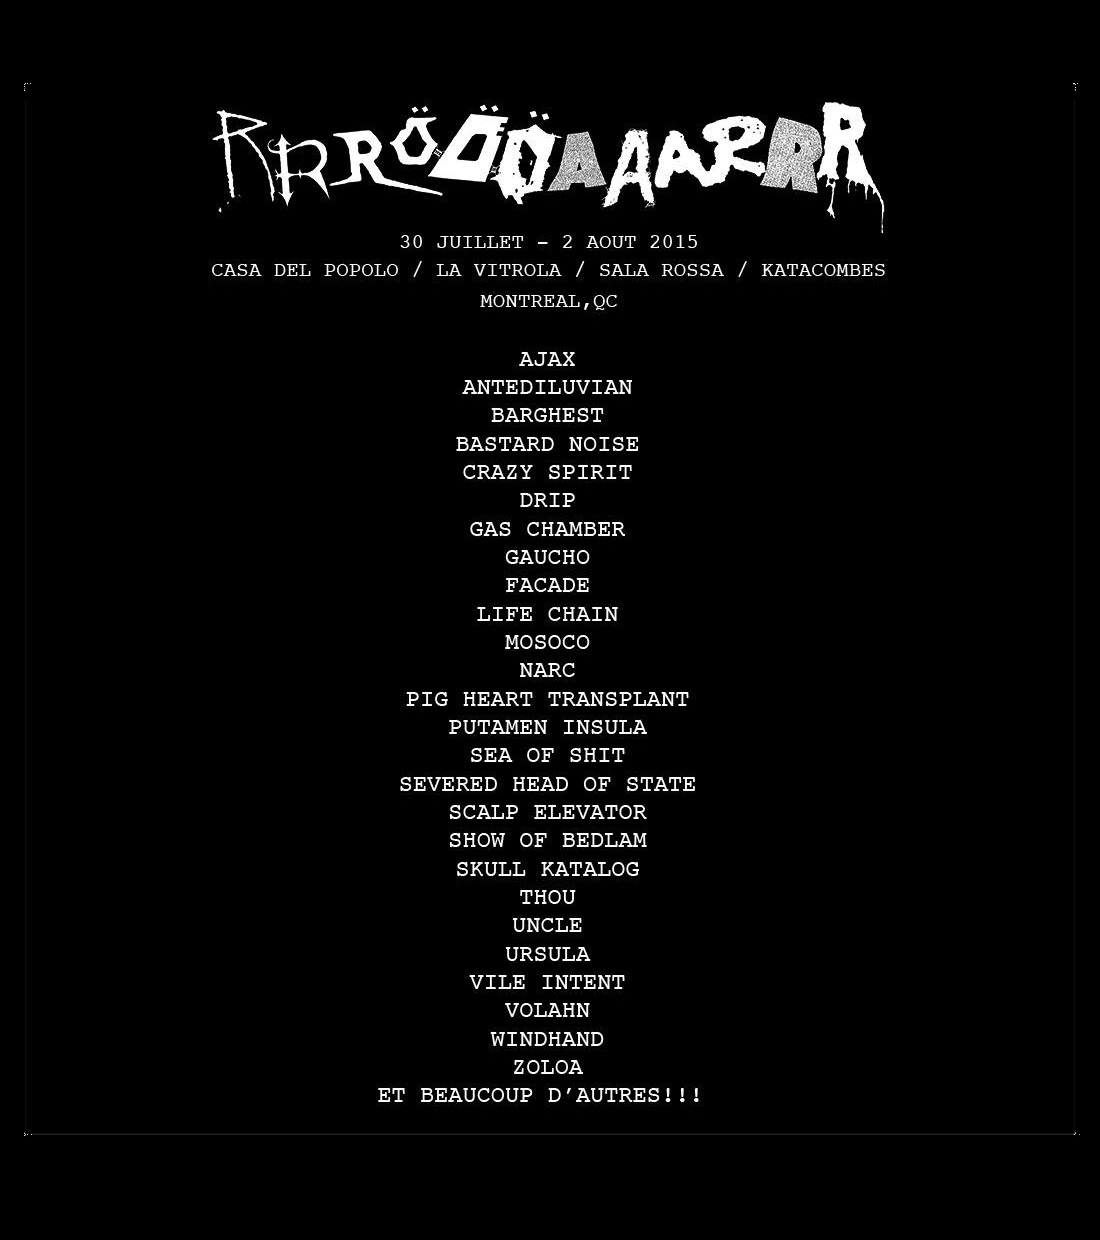 RRRÖÖÖAAARRR
30 JUILLET – 2 AOUT 2015
CASA DEL POPOLO / LA VITROLA / SALA ROSSA / KATACOMBES
MONTREAL,QC
AJAX
ANTEDILUVIAN
BARGHEST
BASTARD NOISE
CRAZY SPIRIT
DRIP
GAS CHAMBER
GAUCHO
FACADE
LIFE CHAIN
MOSOCO
NARC
PIG HEART TRANSPLANT
PUTAMEN INSULA
SEA OF SHIT
SEVERED HEAD OF STATE
SCALP ELEVATOR
SHOW OF BEDLAM
SKULL KATALOG
THOU
UNCLE
URSULA
VILE INTENT
VOLAHN
WINDHAND
ZOLOA
ET BEAUCOUP D’AUTRES!!!